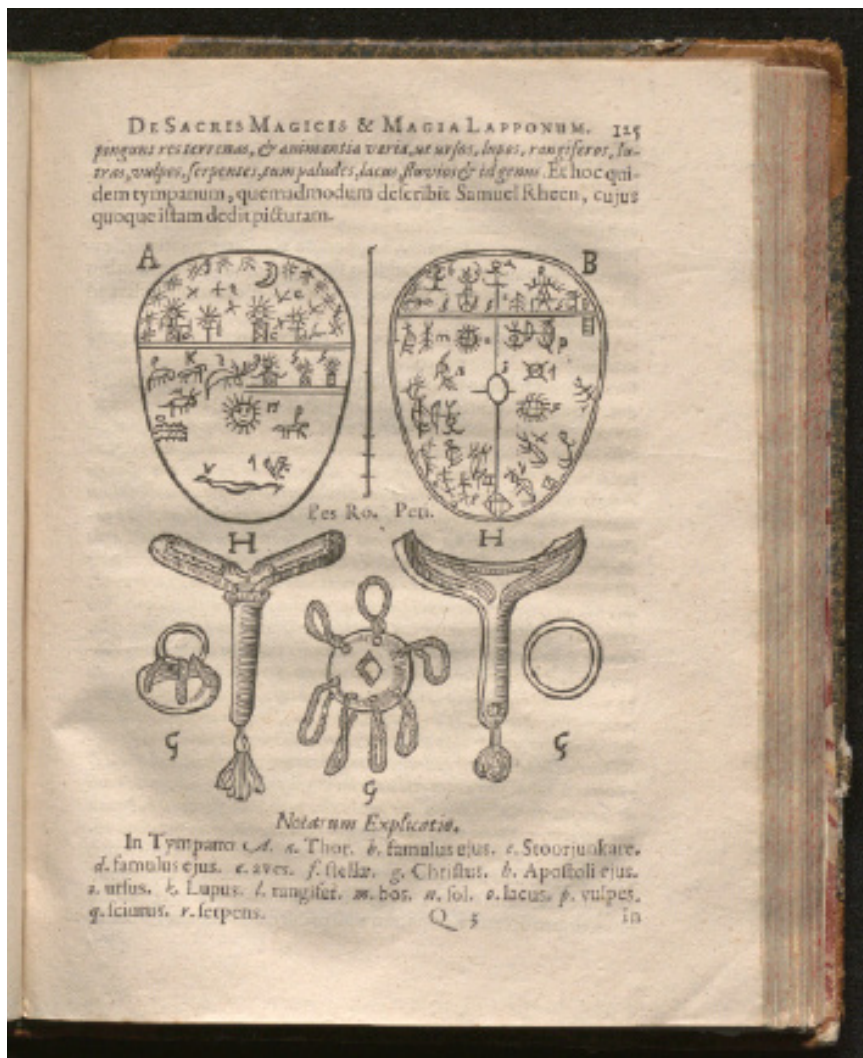 DE SACRIS MAGICIS & MAGIA LAPPONUM. 125
pingunt res terrenas, & animantia varia, ut ursos, lupos, rangiferos, lu-
tras, vulpes, serpentes, tum paludes, lacus, fluvios & id genus. Et hoc qui-
dem tympanum, quemadmodum describit Samuel Rheen, cujus
quoque istam dedit picturam.
A B
Pes Ro. Pen.
H H
G G
G
Notarum Explicatio.
In Tympano A. a. Thor. b. famulus ejus. c. Stoorjunkare.
d. famulus ejus. e. aves. f. stellæ. g. Christus. h. Apostoli ejus.
ursus. k. Lupus. l. rangifer. m. bos. n. sol. o. lacus. p. vulpes.
q. sciurus. r. serpens. Q 5 in